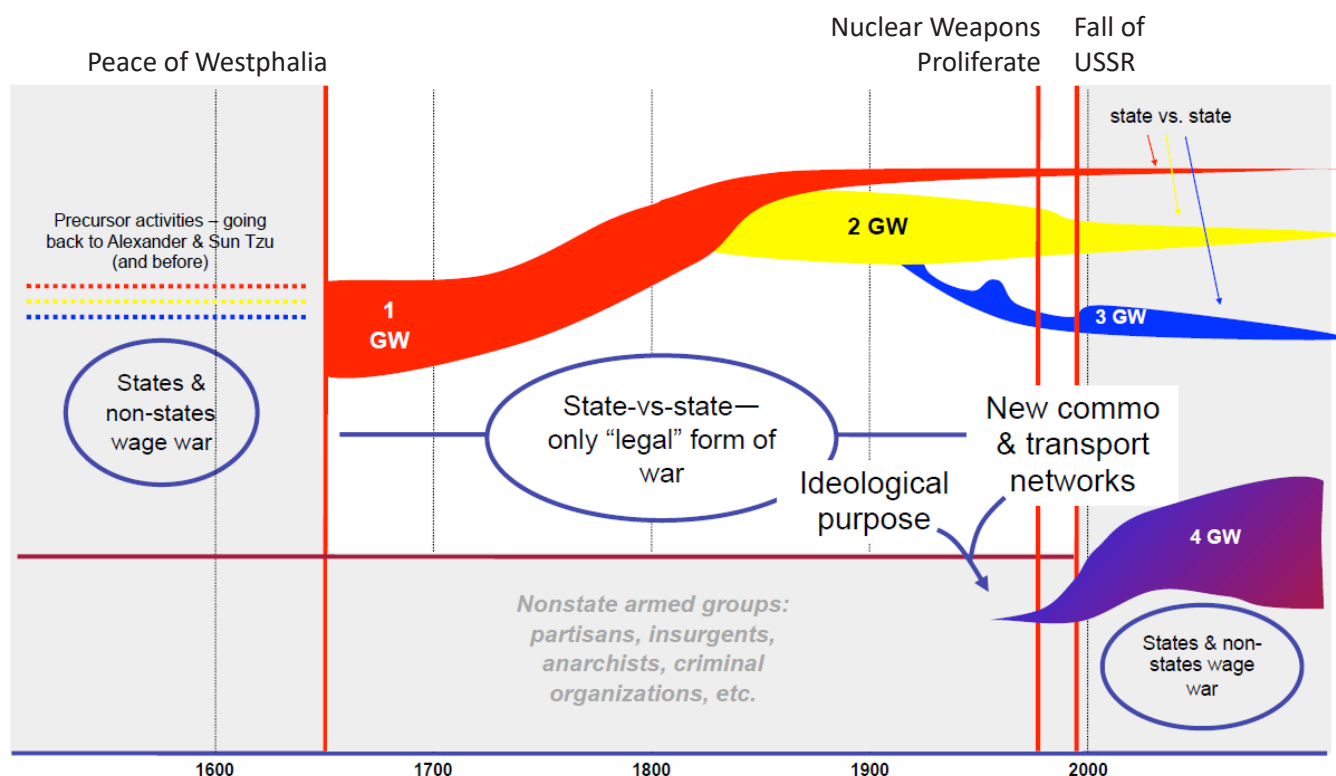 Peace of Westphalia
Nuclear Weapons
Proliferate
Fall of
USSR
state vs. state
Precursor activities – going
back to Alexander & Sun Tzu
(and before)
2 GW
1
GW
3 GW
States &
non-states
wage war
State-vs-state—
only “legal” form of
war
New commo
& transport
networks
Ideological
purpose
4 GW
Nonstate armed groups:
partisans, insurgents,
anarchists, criminal
organizations, etc.
States & non-
states wage
war
1600
1700
1800
1900
2000